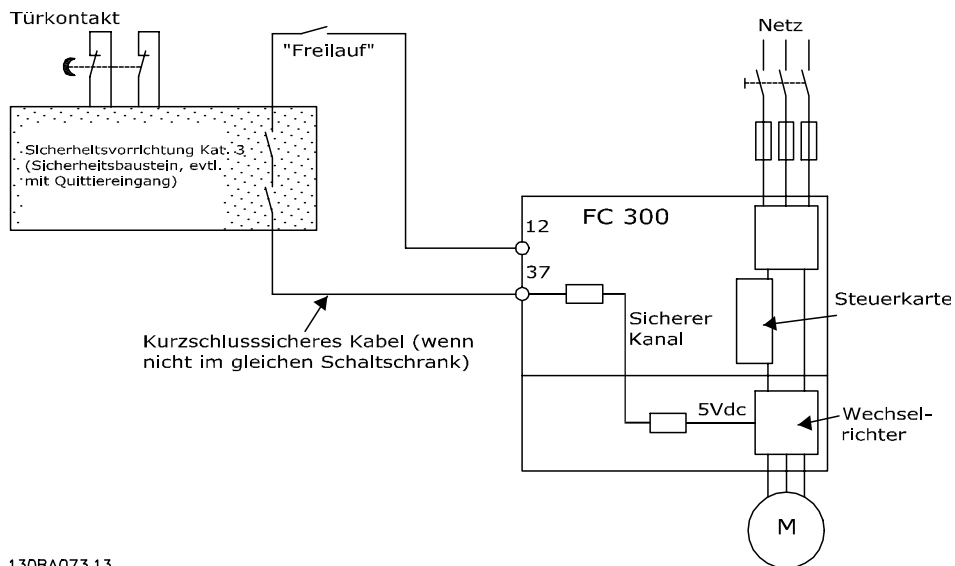 Türkontakt
"Freilauf"
Netz
Sicherheitsvorrichtung Kat. 3
(Sicherheitsbaustein, evtl.
mit Quittiereingang)
12
FC 300
37
Sicherer
Kanal
Steuerkarte
Kurzschlusssicheres Kabel (wenn
nicht im gleichen Schaltschrank)
5Vdc
Wechsel-
richter
M
130BA073.13